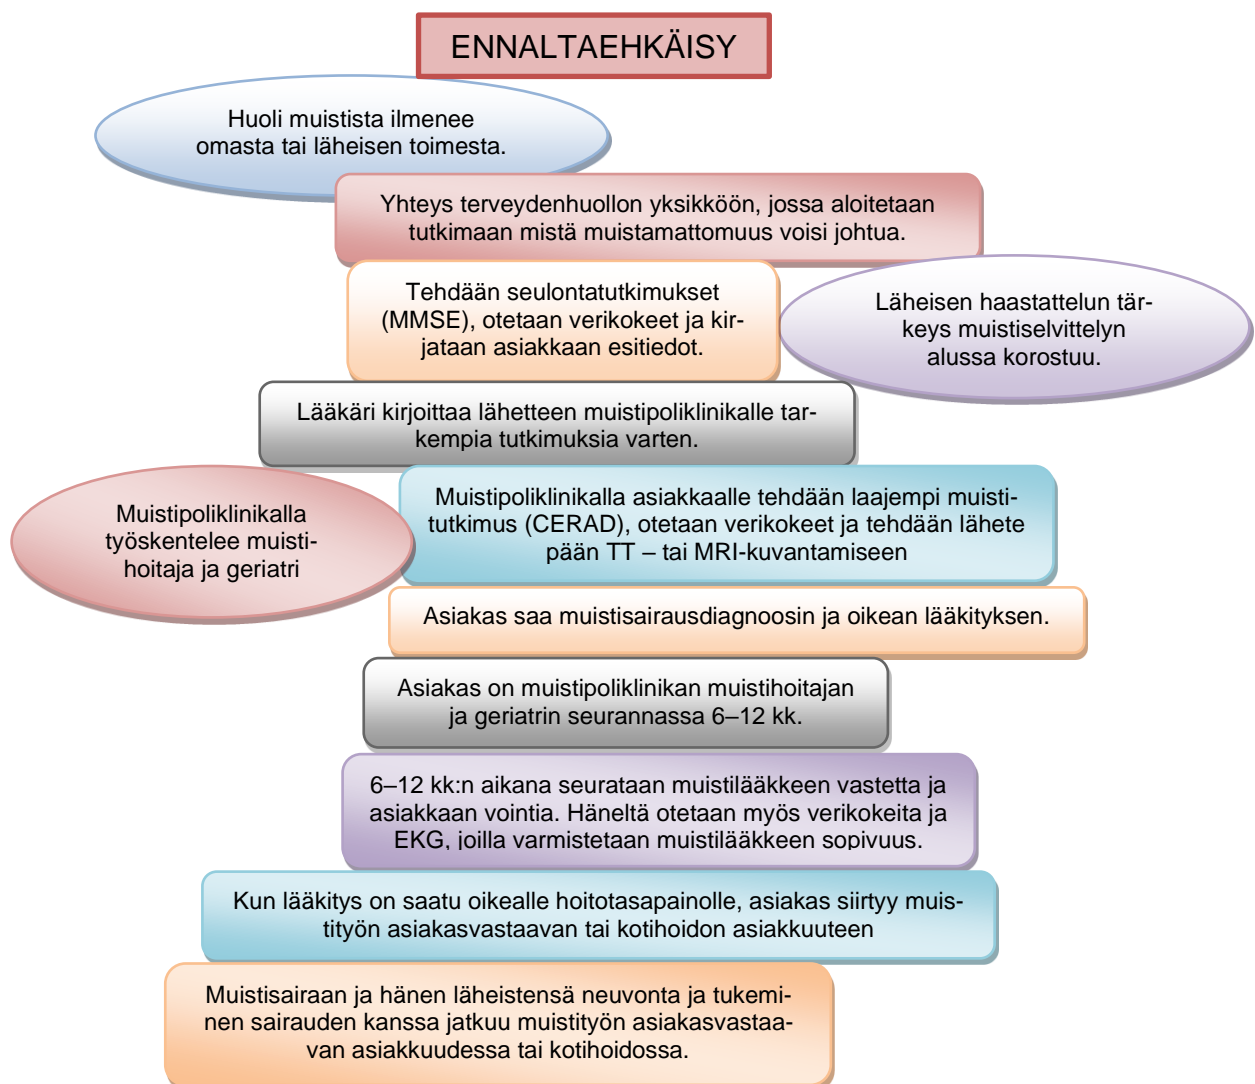 ENNALTAEHKÄISY
Huoli muistista ilmenee
omasta tai läheisen toimesta.
Yhteys terveydenhuollon yksikköön, jossa aloitetaan
tutkimaan mistä muistamattomuus voisi johtua.
Tehdään seulontatutkimukset
(MMSE), otetaan verikokeet ja kir-
jataan asiakkaan esitiedot.
Läheisen haastattelun tär-
keys muistiselvittelyn
alussa korostuu.
Lääkäri kirjoittaa lähetteen muistipoliklinikalle tar-
kempia tutkimuksia varten.
Muistipoliklinikalla
työskentelee muisti-
hoitaja ja geriatri
Muistipoliklinikalla asiakkaalle tehdään laajempi muisti-
tutkimus (CERAD), otetaan verikokeet ja tehdään lähete
pään TT – tai MRI-kuvantamiseen
Asiakas saa muistisairausdiagnoosin ja oikean lääkityksen.
Asiakas on muistipoliklinikan muistihoitajan
ja geriatrin seurannassa 6–12 kk.
6–12 kk:n aikana seurataan muistilääkkeen vastetta ja
asiakkaan vointia. Häneltä otetaan myös verikokeita ja
EKG, joilla varmistetaan muistilääkkeen sopivuus.
Kun lääkitys on saatu oikealle hoitotasapainolle, asiakas siirtyy muis-
tityön asiakasvastaavan tai kotihoidon asiakkuuteen
Muistisairaan ja hänen läheistensä neuvonta ja tukemi-
nen sairauden kanssa jatkuu muistityön asiakasvastaa-
van asiakkuudessa tai kotihoidossa.